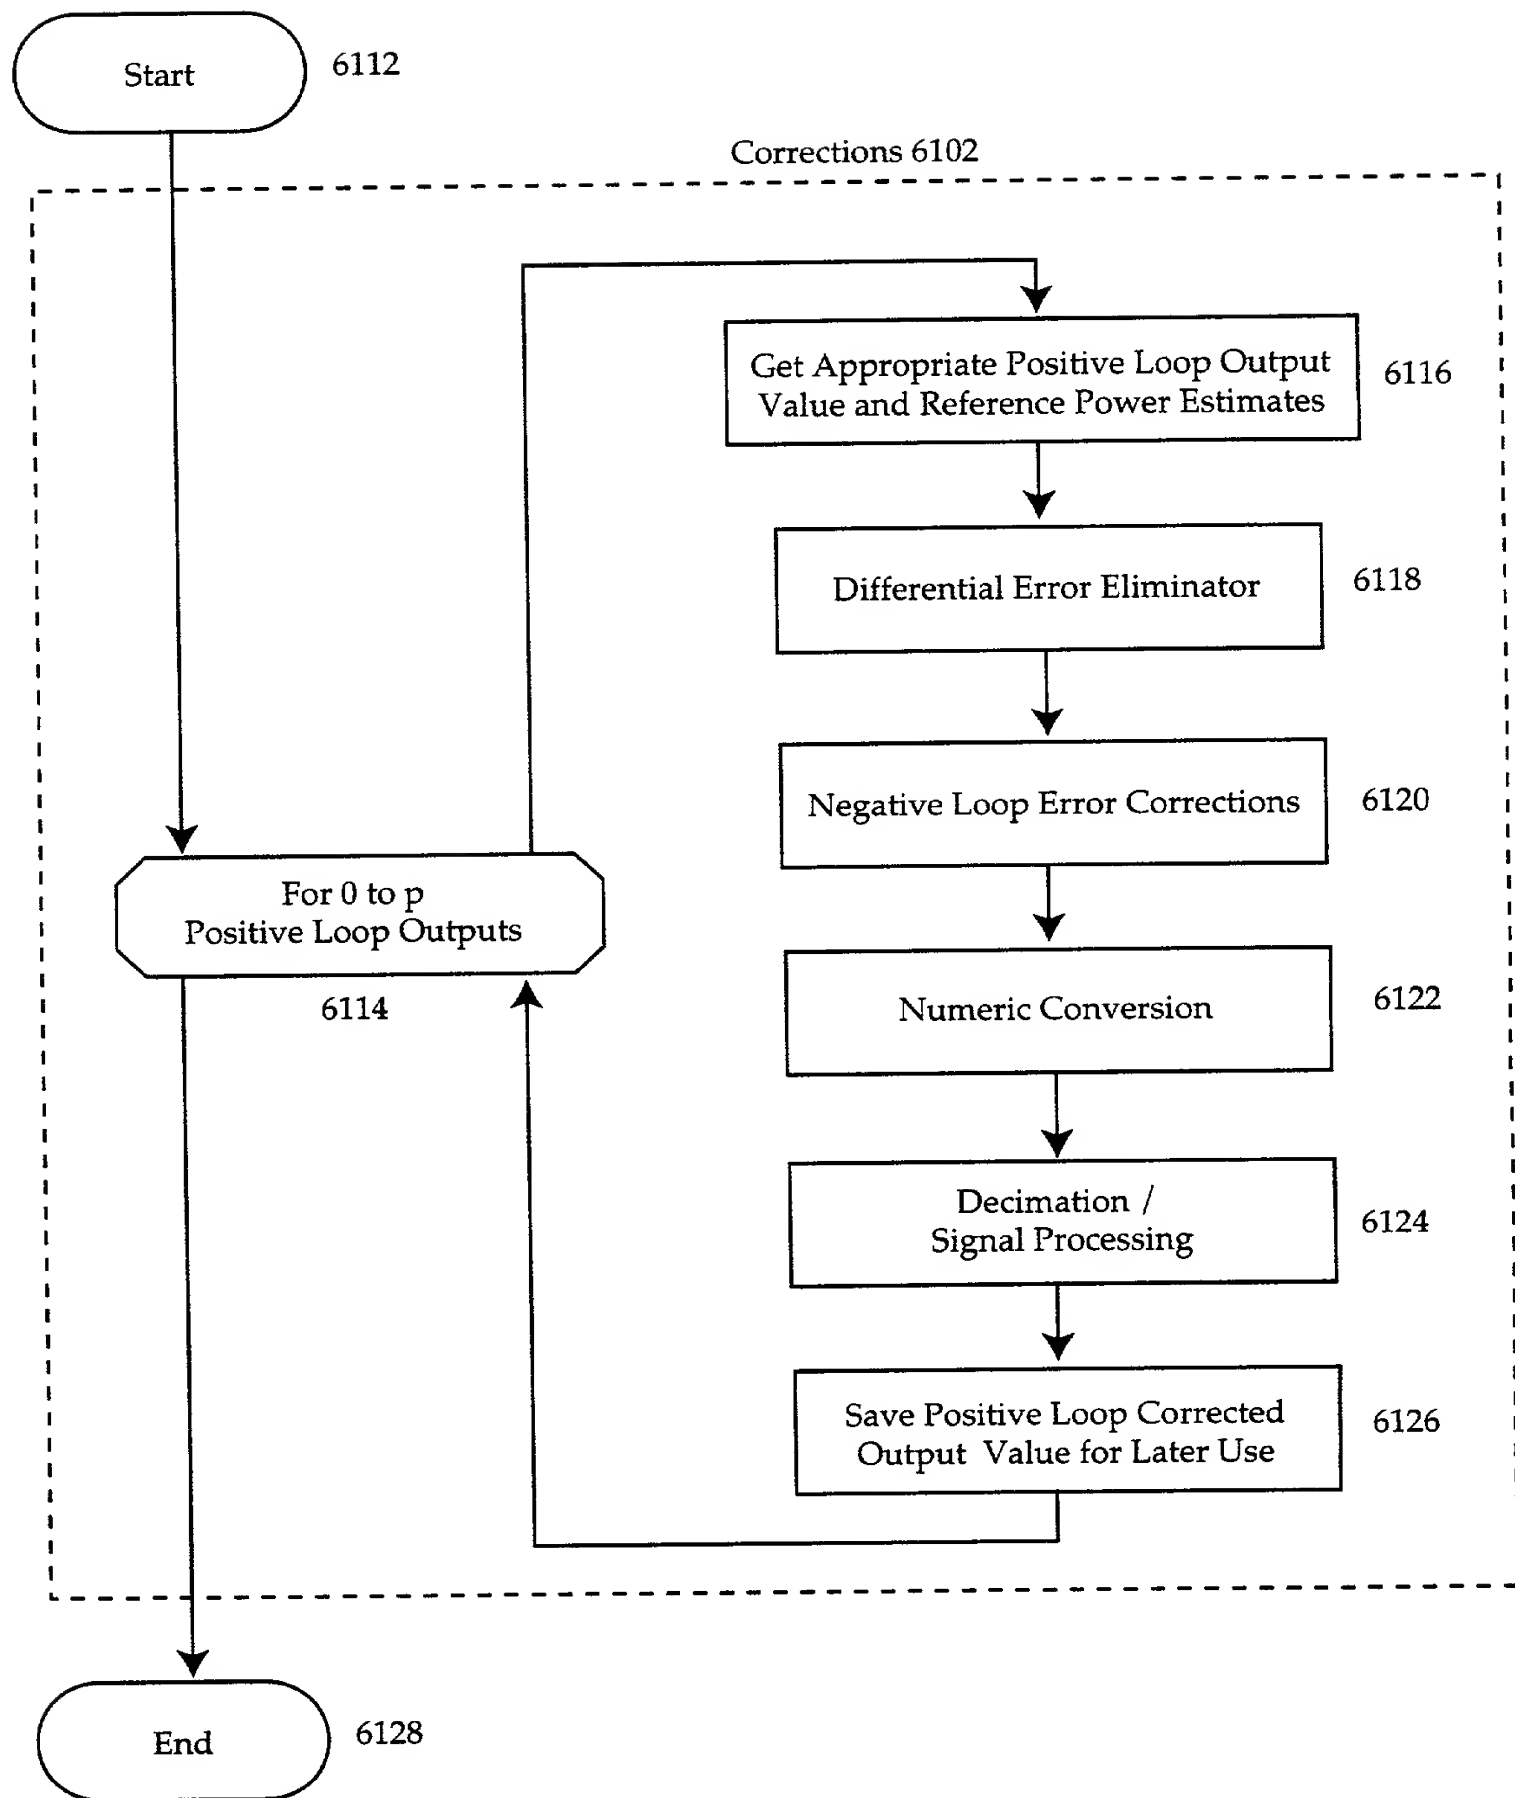 Start
6112
Corrections 6102
Get Appropriate Positive Loop Output
Value and Reference Power Estimates
6116
Differential Error Eliminator
6118
Negative Loop Error Corrections
6120
For 0 to p
Positive Loop Outputs
6114
Numeric Conversion
6122
Decimation /
Signal Processing
6124
Save Positive Loop Corrected
Output Value for Later Use
6126
End
6128